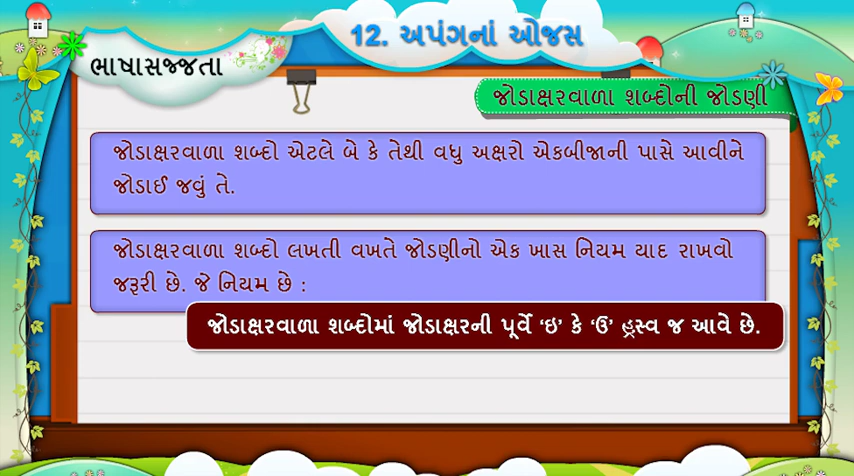 12. અપંગનાં ઓજસ
ભાષાસજ્જતા
જોડાક્ષરવાળા શબ્દોની જોડણી
જોડાક્ષરવાળા શબ્દો એટલે બે કે તેથી વધુ અક્ષરો એકબીજાની પાસે આવીને
જોડાઈ જવું તે.
જોડાક્ષરવાળા શબ્દો લખતી વખતે જોડણીનો એક ખાસ નિયમ યાદ રાખવો
જરૂરી છે. જે નિયમ છે :
જોડાક્ષરવાળા શબ્દોમાં જોડાક્ષરની પૂર્વે ‘ઇ’ કે ‘ઉ’ હ્રસ્વ જ આવે છે.